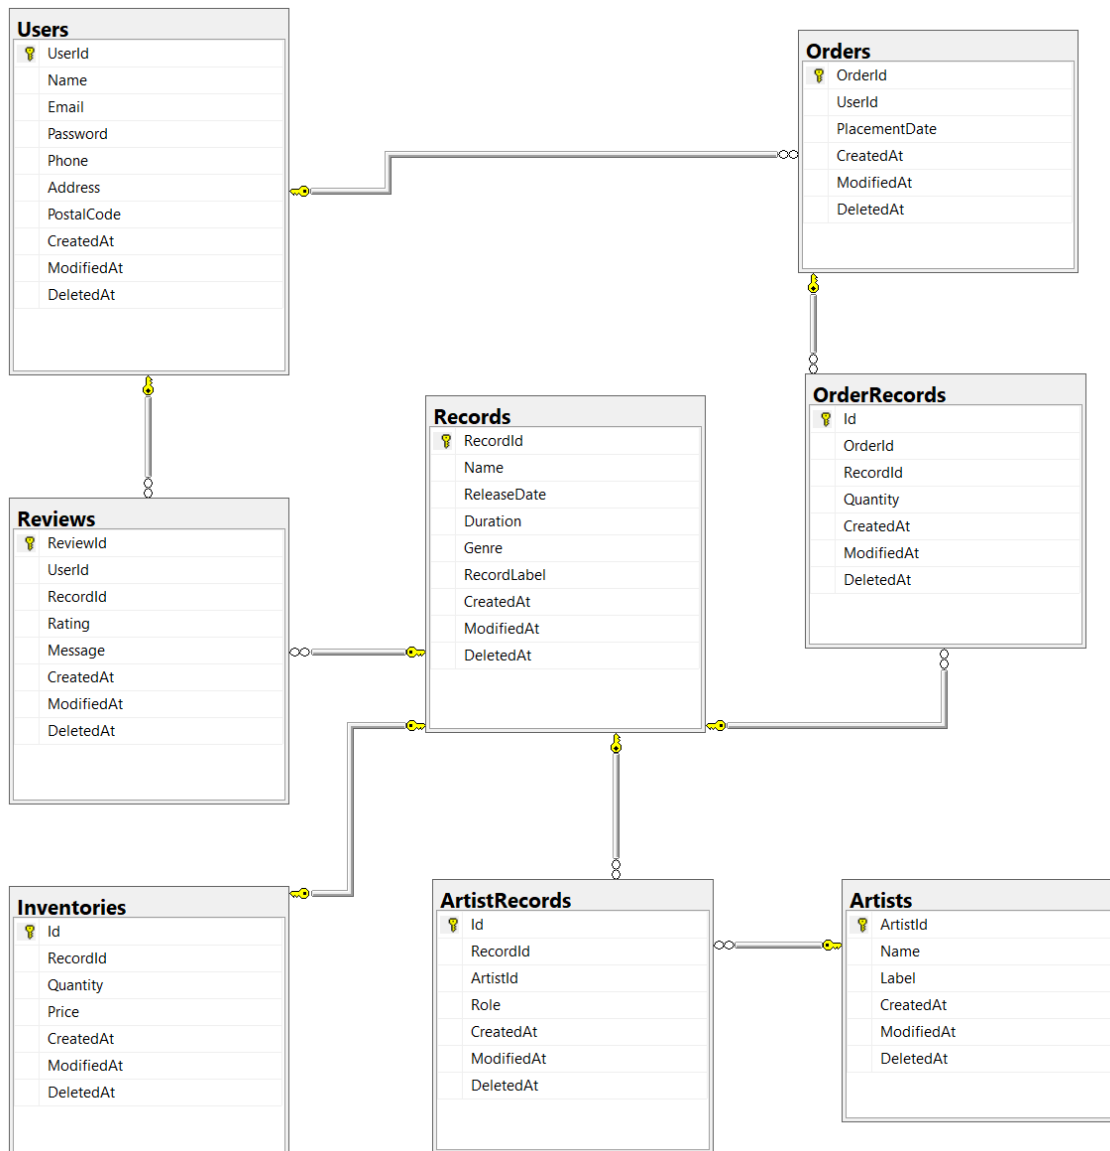 Users
UserId
Name
Email
Password
Phone
Address
PostalCode
CreatedAt
ModifiedAt
DeletedAt
Orders
OrderId
UserId
PlacementDate
CreatedAt
ModifiedAt
DeletedAt
OrderRecords
Id
OrderId
RecordId
Quantity
CreatedAt
ModifiedAt
DeletedAt
Records
RecordId
Name
ReleaseDate
Duration
Genre
RecordLabel
CreatedAt
ModifiedAt
DeletedAt
Reviews
ReviewId
UserId
RecordId
Rating
Message
CreatedAt
ModifiedAt
DeletedAt
Inventories
Id
RecordId
Quantity
Price
CreatedAt
ModifiedAt
DeletedAt
ArtistRecords
Id
RecordId
ArtistId
Role
CreatedAt
ModifiedAt
DeletedAt
Artists
ArtistId
Name
Label
CreatedAt
ModifiedAt
DeletedAt